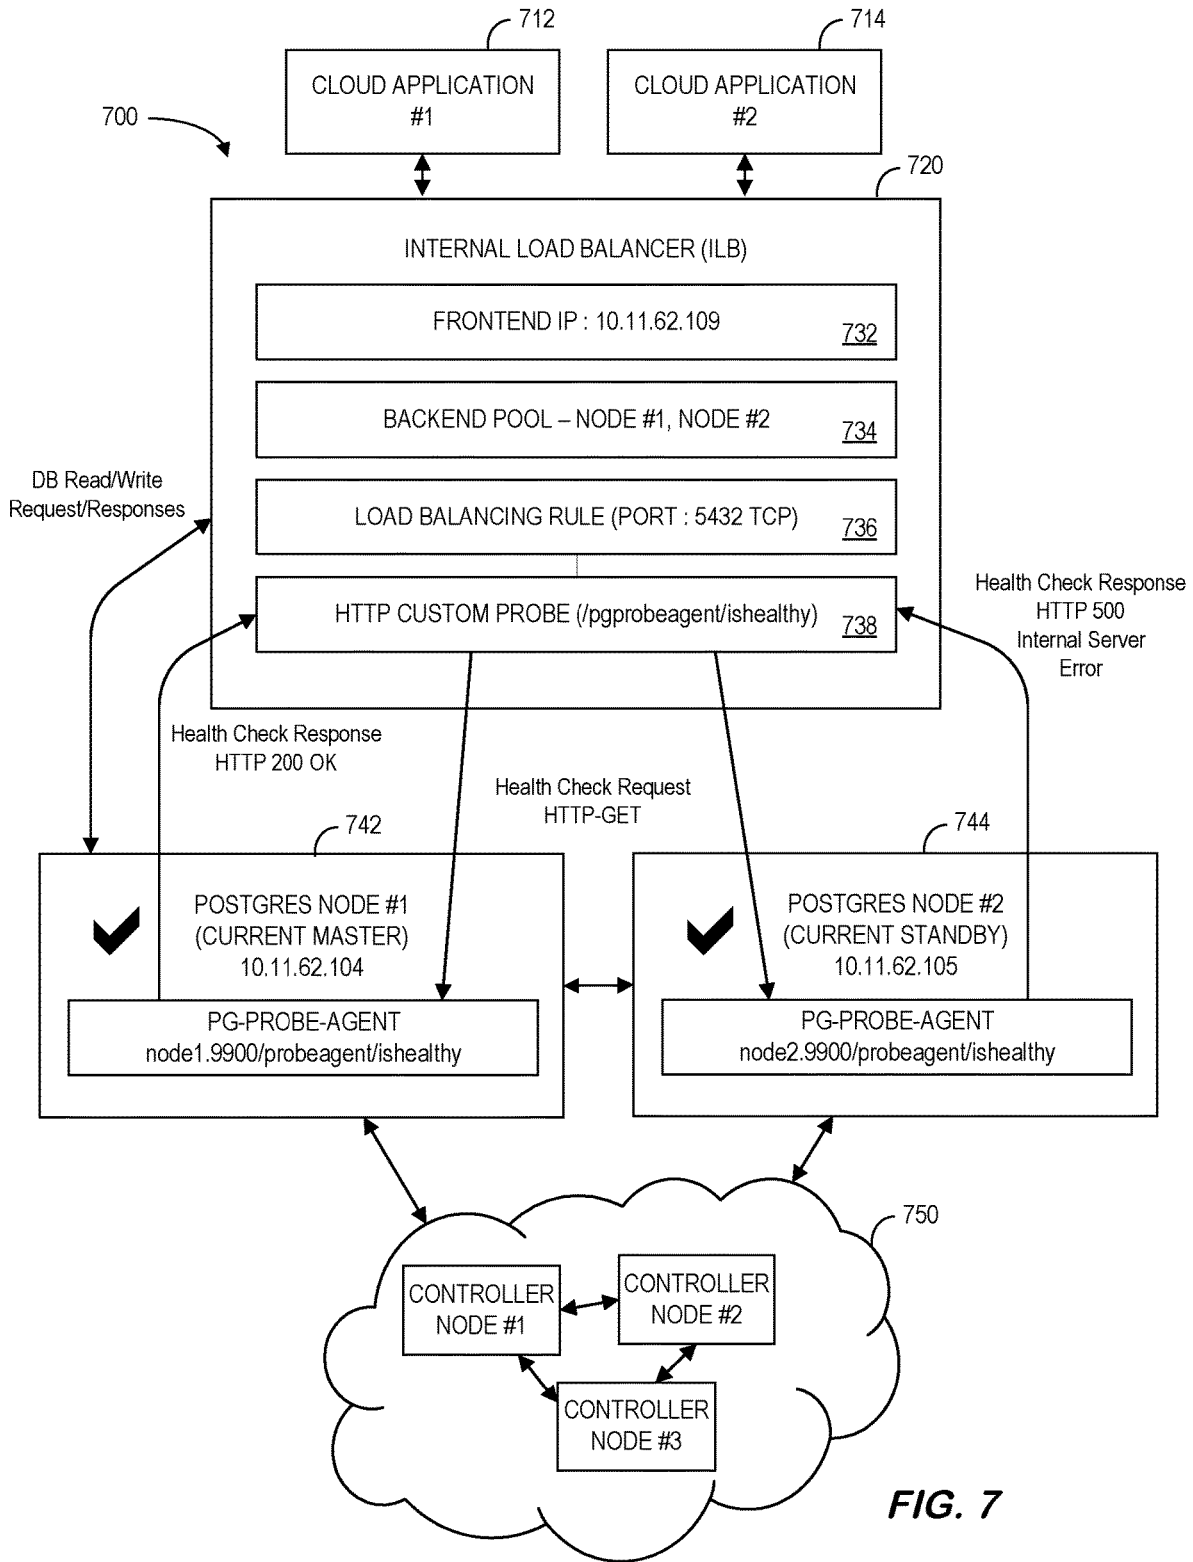 712
714
CLOUD APPLICATION
#1
CLOUD APPLICATION
#2
700
720
INTERNAL LOAD BALANCER (ILB)
FRONTEND IP : 10.11.62.109
732
BACKEND POOL – NODE #1, NODE #2
734
DB Read/Write
Request/Responses
LOAD BALANCING RULE (PORT : 5432 TCP)
736
HTTP CUSTOM PROBE (/pgprobeagent/ishealthy)
738
Health Check Response
HTTP 500
Internal Server
Error
Health Check Response
HTTP 200 OK
Health Check Request
HTTP-GET
742
744
POSTGRES NODE #1
(CURRENT MASTER)
10.11.62.104
PG-PROBE-AGENT
node1.9900/probeagent/ishealthy
POSTGRES NODE #2
(CURRENT STANDBY)
10.11.62.105
PG-PROBE-AGENT
node2.9900/probeagent/ishealthy
750
CONTROLLER
NODE #1
CONTROLLER
NODE #2
CONTROLLER
NODE #3
FIG. 7